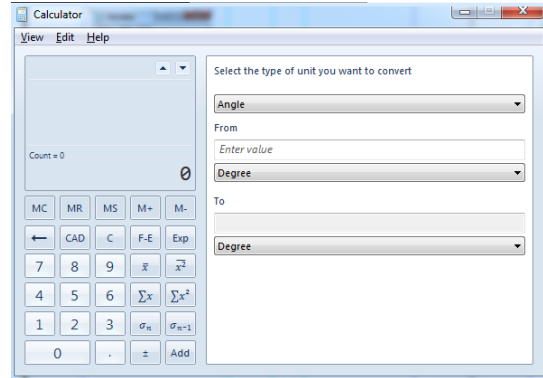 Calculator
View Edit Help
Select the type of unit you want to convert
Angle
From
Enter value
Degree
To
Degree
Count = 0
0
MC MR MS M+ M-
← CAD C F-E Exp
7 8 9 x̅ x̅²
4 5 6 ∑x ∑x²
1 2 3 σn σn-1
0 . ± Add